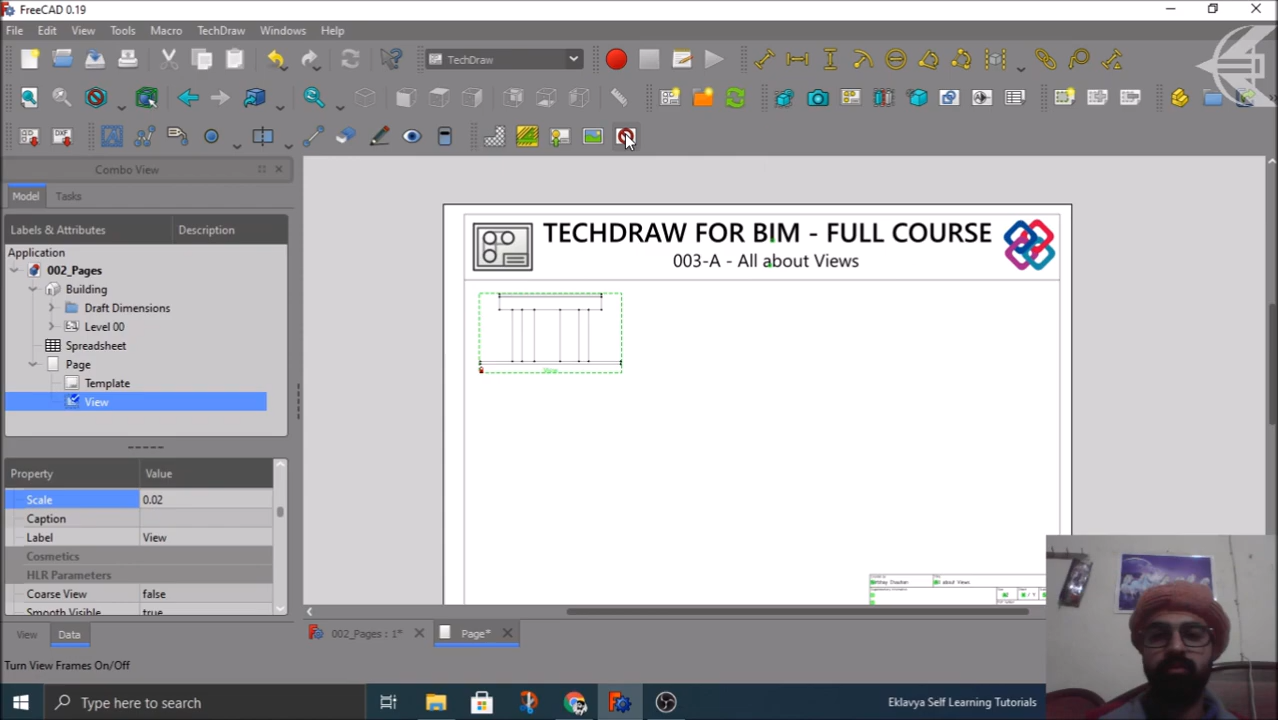 FreeCAD 0.19
File Edit View Tools Macro TechDraw Windows Help
TechDraw
Combo View
Model Tasks
Labels & Attributes Description
Application
002_Pages
Building
Draft Dimensions
Level 00
Spreadsheet
Page
Template
View
Property Value
Scale 0.02
Caption
Label View
Cosmetics
HLR Parameters
Coarse View false
Smooth Visible true
View Data
TECHDRAW FOR BIM - FULL COURSE
003-A - All about Views
002_Pages : 1*
Page*
Turn View Frames On/Off
Type here to search
Eklavya Self Learning Tutorials